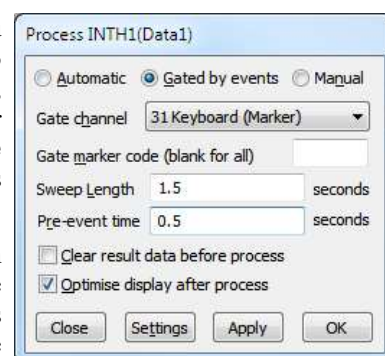 Process INTH1(Data1)
Automatic Gated by events Manual
Gate channel 31 Keyboard (Marker)
Gate marker code (blank for all)
Sweep Length 1.5 seconds
Pre-event time 0.5 seconds
Clear result data before process
Optimise display after process
Close Settings Apply OK